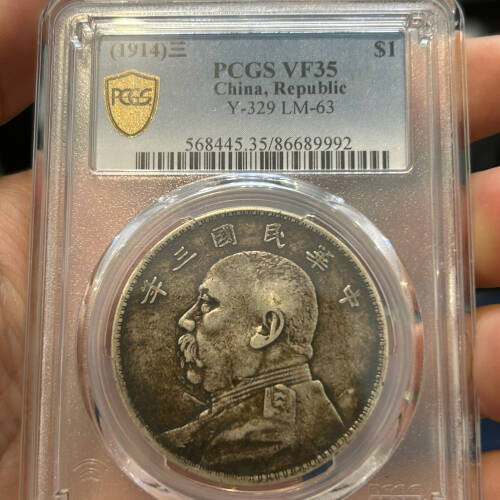 (1914)三 $1
PCGS VF35
China, Republic
Y-329 LM-63
PCGS
568445.35/86689992
中華民國三年